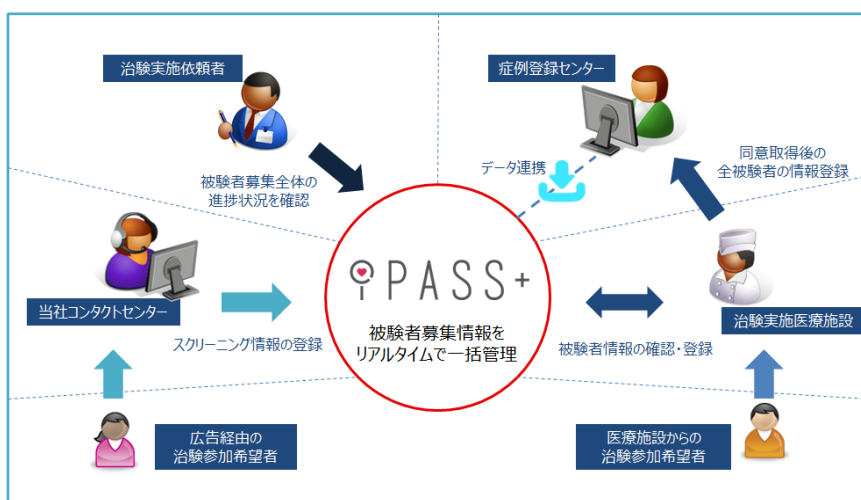 治験実施依頼者
症例登録センター
データ連携
同意取得後の
全被験者の情報登録
被験者募集全体の
進捗状況を確認
PASS+
被験者募集情報を
リアルタイムで一括管理
当社コンタクトセンター
スクリーニング情報の登録
治験実施医療施設
被験者情報の確認・登録
広告経由の
治験参加希望者
医療施設からの
治験参加希望者